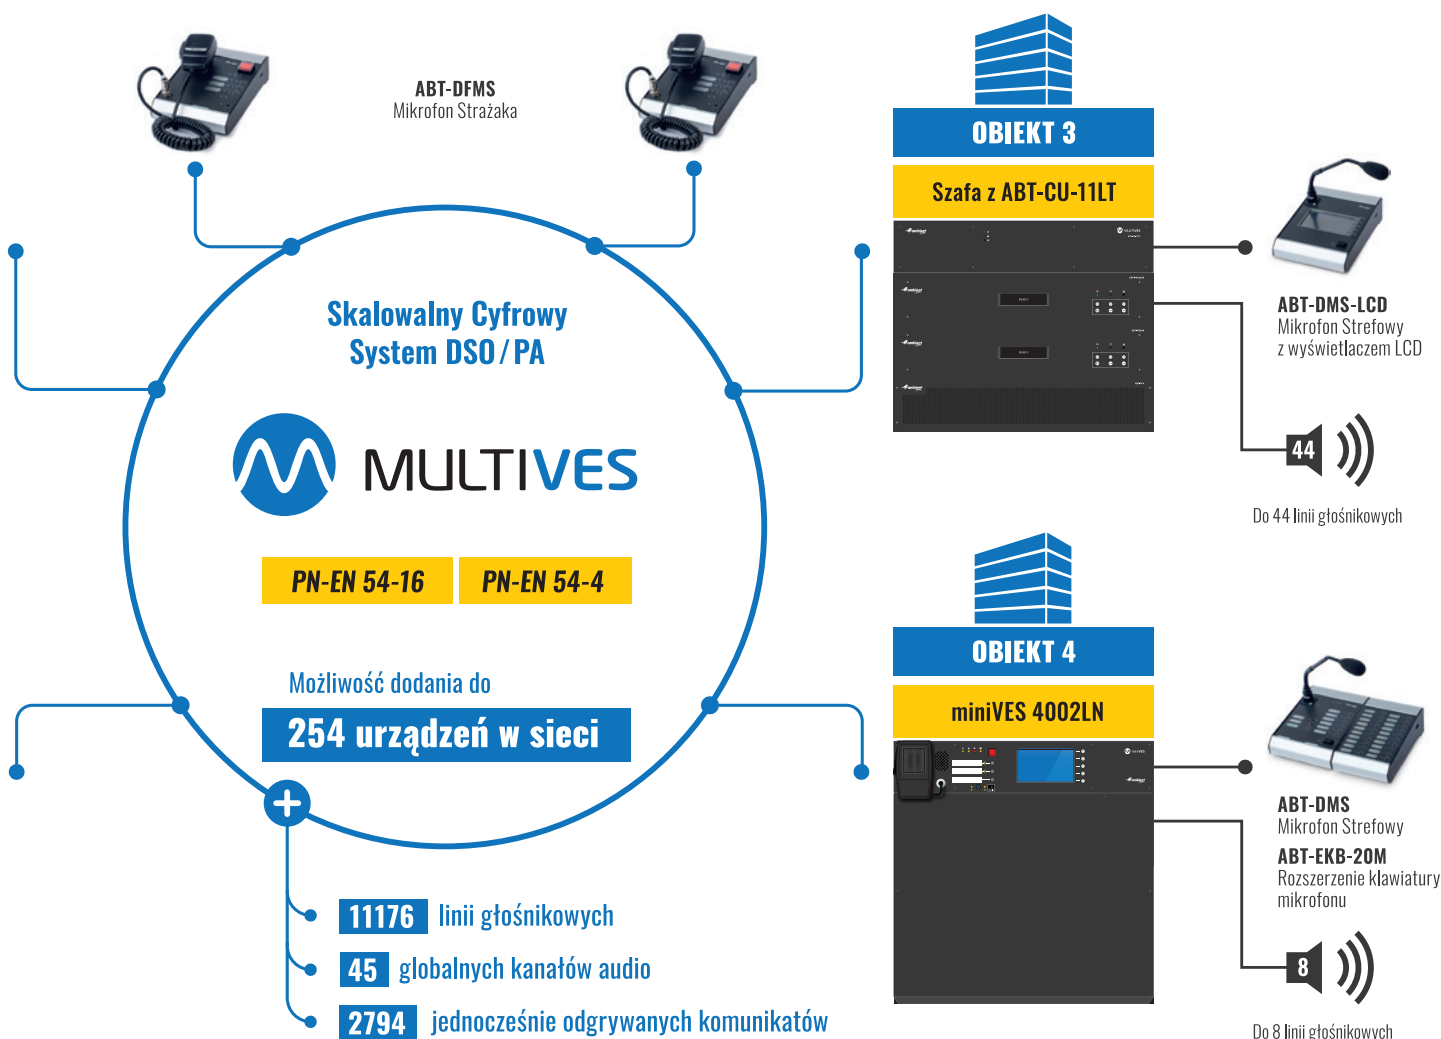 ABT-DFMS
Mikrofon Strażaka
Skalowalny Cyfrowy
System DSO/PA
MULTIVES
PN-EN 54-16
PN-EN 54-4
Możliwość dodania do
254 urządzeń w sieci
11176 linii głośnikowych
45 globalnych kanałów audio
2794 jednocześnie odgrywanych komunikatów
OBIEKT 3
Szafa z ABT-CU-11LT
ABT-DMS-LCD
Mikrofon Strefowy
z wyświetlaczem LCD
44
Do 44 linii głośnikowych
OBIEKT 4
miniVES 4002LN
ABT-DMS
Mikrofon Strefowy
ABT-EKB-20M
Rozszerzenie klawiatury
mikrofonu
8
Do 8 linii głośnikowych